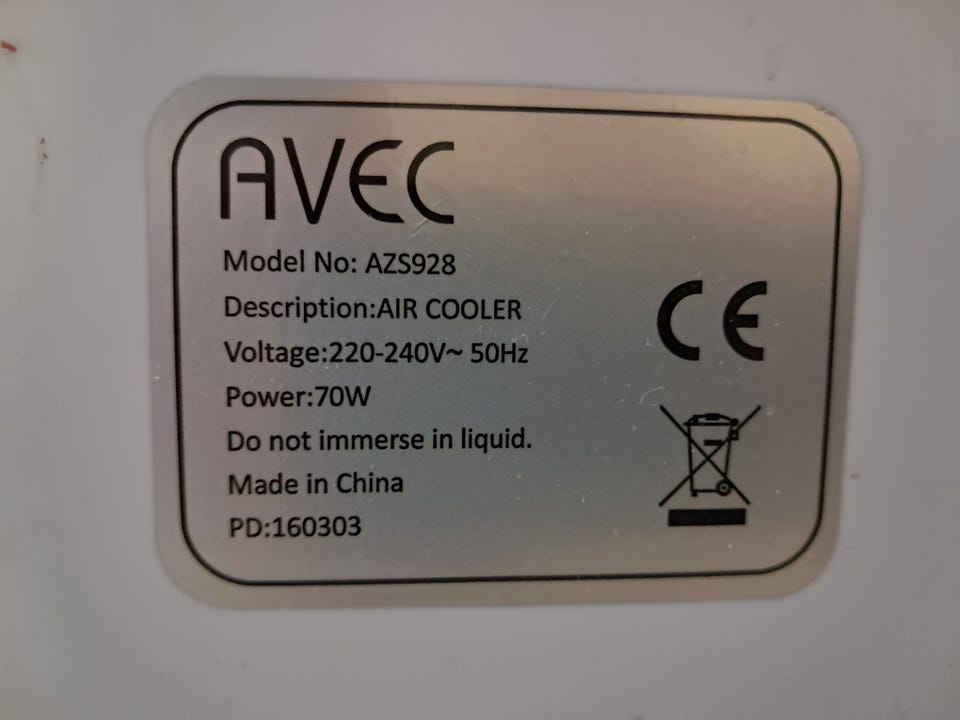 AVEC
Model No: AZS928
Description:AIR COOLER
Voltage:220-240V~ 50Hz
Power:70W
Do not immerse in liquid.
Made in China
PD:160303
CE